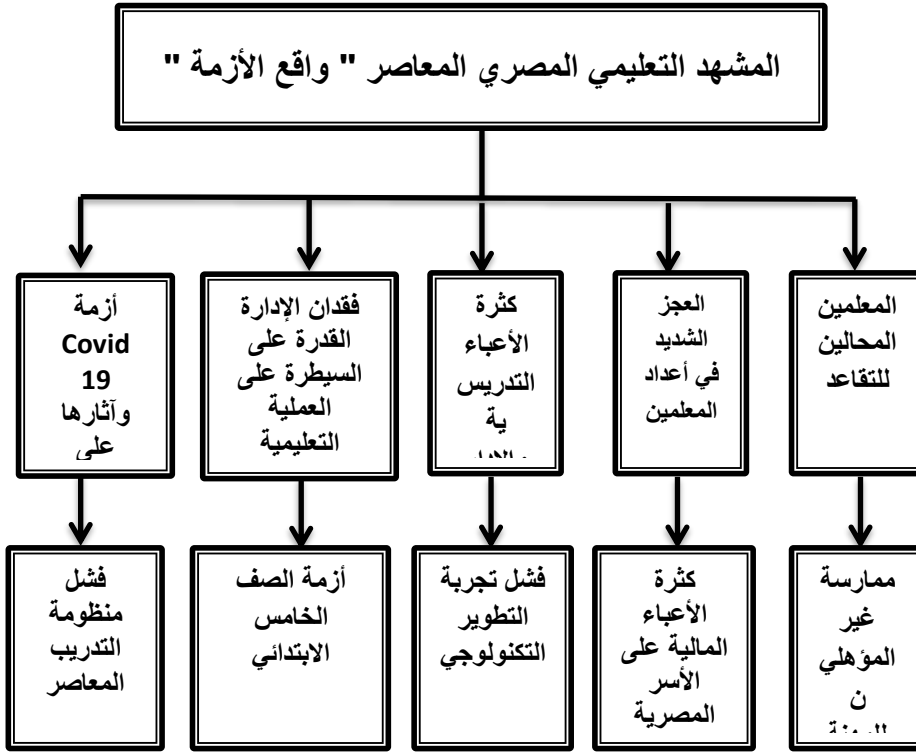 المشهد التعليمي المصري المعاصر " واقع الأزمة "
المعلمين
المحالين
للتقاعد
العجز
الشديد
في أعداد
المعلمين
كثرة
الأعباء
التدريس
ية
فقدان الإدارة
القدرة على
السيطرة على
العملية
التعليمية
أزمة
Covid
19
وآثارها
على
ممارسة
غير
المؤهلي
ن
كثرة
الأعباء
المالية على
الأسر
المصرية
فشل تجربة
التطوير
التكنولوجي
أزمة الصف
الخامس
الابتدائي
فشل
منظومة
التدريب
المعاصر